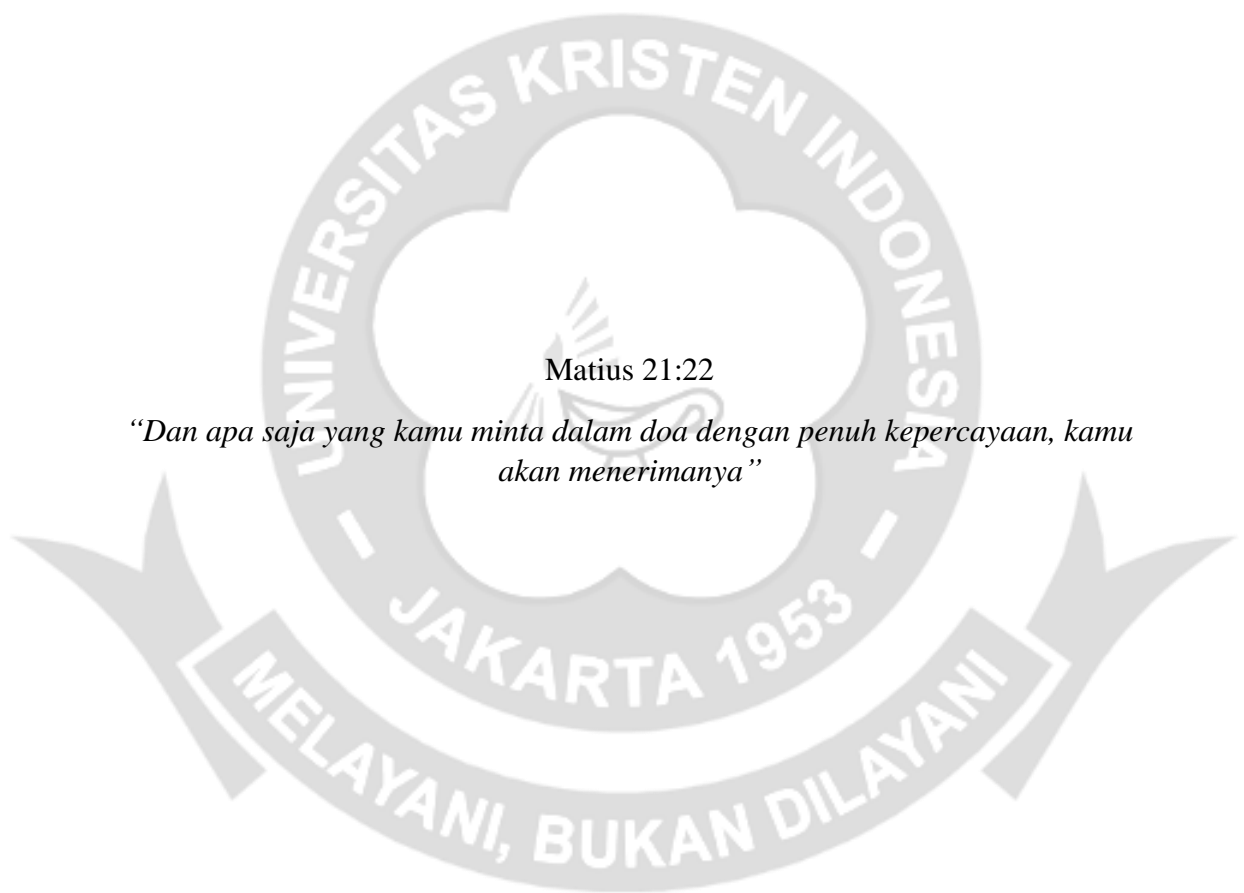 UNIVERSITAS KRISTEN INDONESIA
Matius 21:22
“Dan apa saja yang kamu minta dalam doa dengan penuh kepercayaan, kamu
akan menerimanya”
JAKARTA 1953
MELAYANI, BUKAN DILAYANI